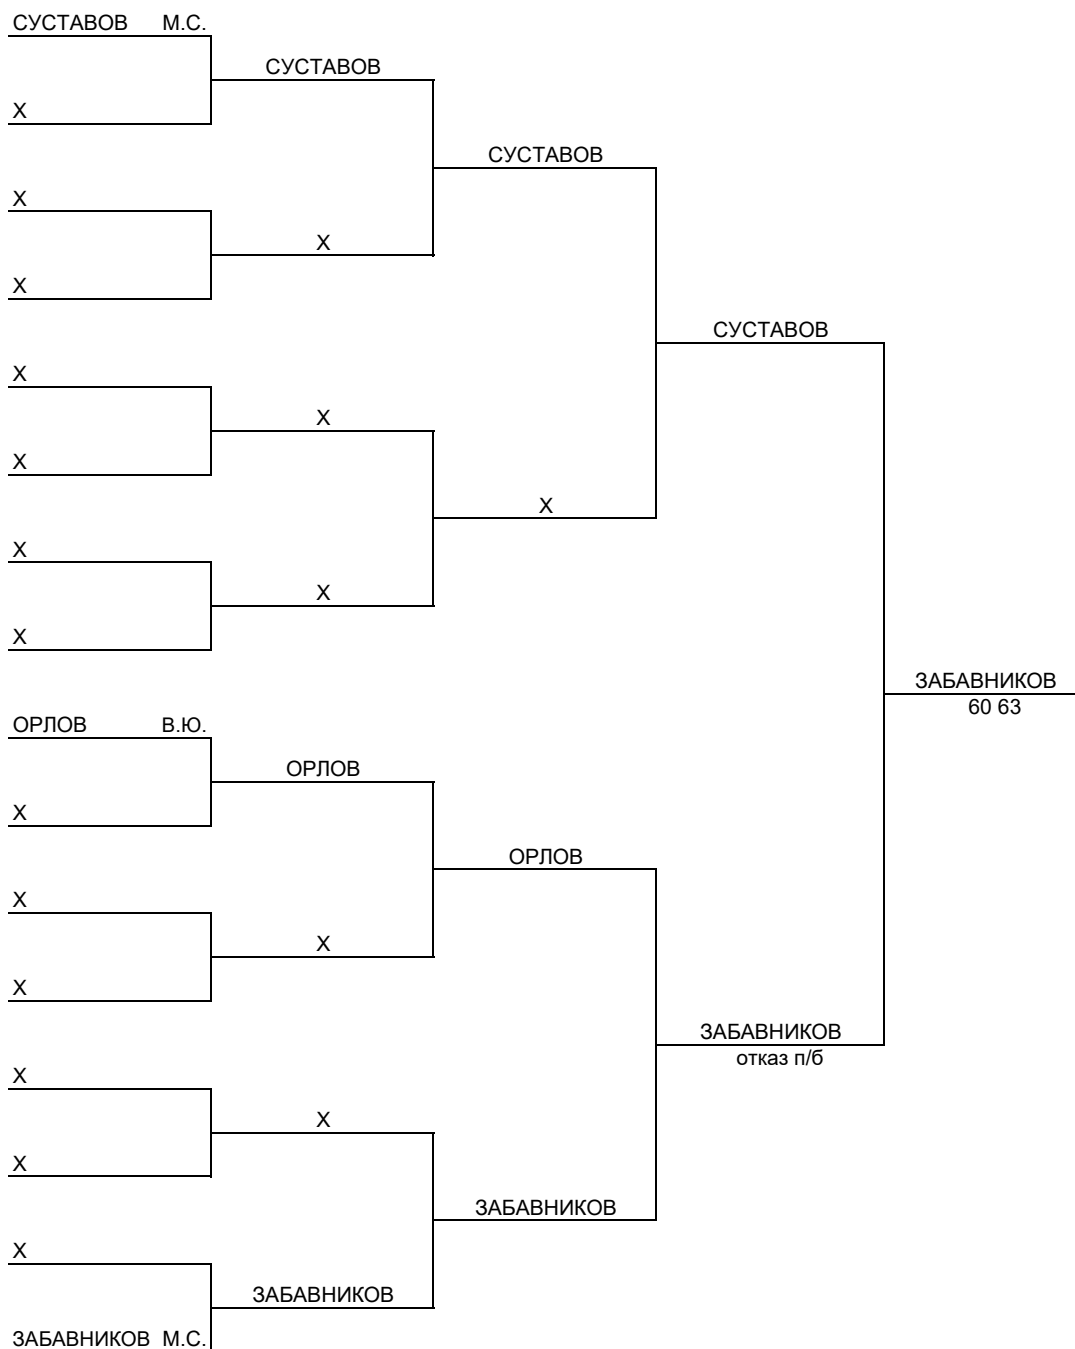 СУСТАВОВ М.С.
СУСТАВОВ
X
СУСТАВОВ
X
X
X
СУСТАВОВ
X
X
X
X
X
X
X
ЗАБАВНИКОВ
60 63
ОРЛОВ В.Ю.
ОРЛОВ
X
ОРЛОВ
X
X
X
ЗАБАВНИКОВ
отказ п/б
X
X
X
ЗАБАВНИКОВ
X
ЗАБАВНИКОВ
ЗАБАВНИКОВ М.С.